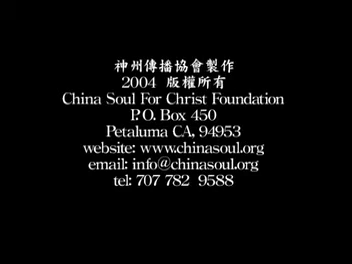 神州傳播協會製作
2004 版權所有
China Soul For Christ Foundation
P.O. Box 450
Petaluma CA, 94953
website: www.chinasoul.org
email: info@chinasoul.org
tel: 707 782 9588